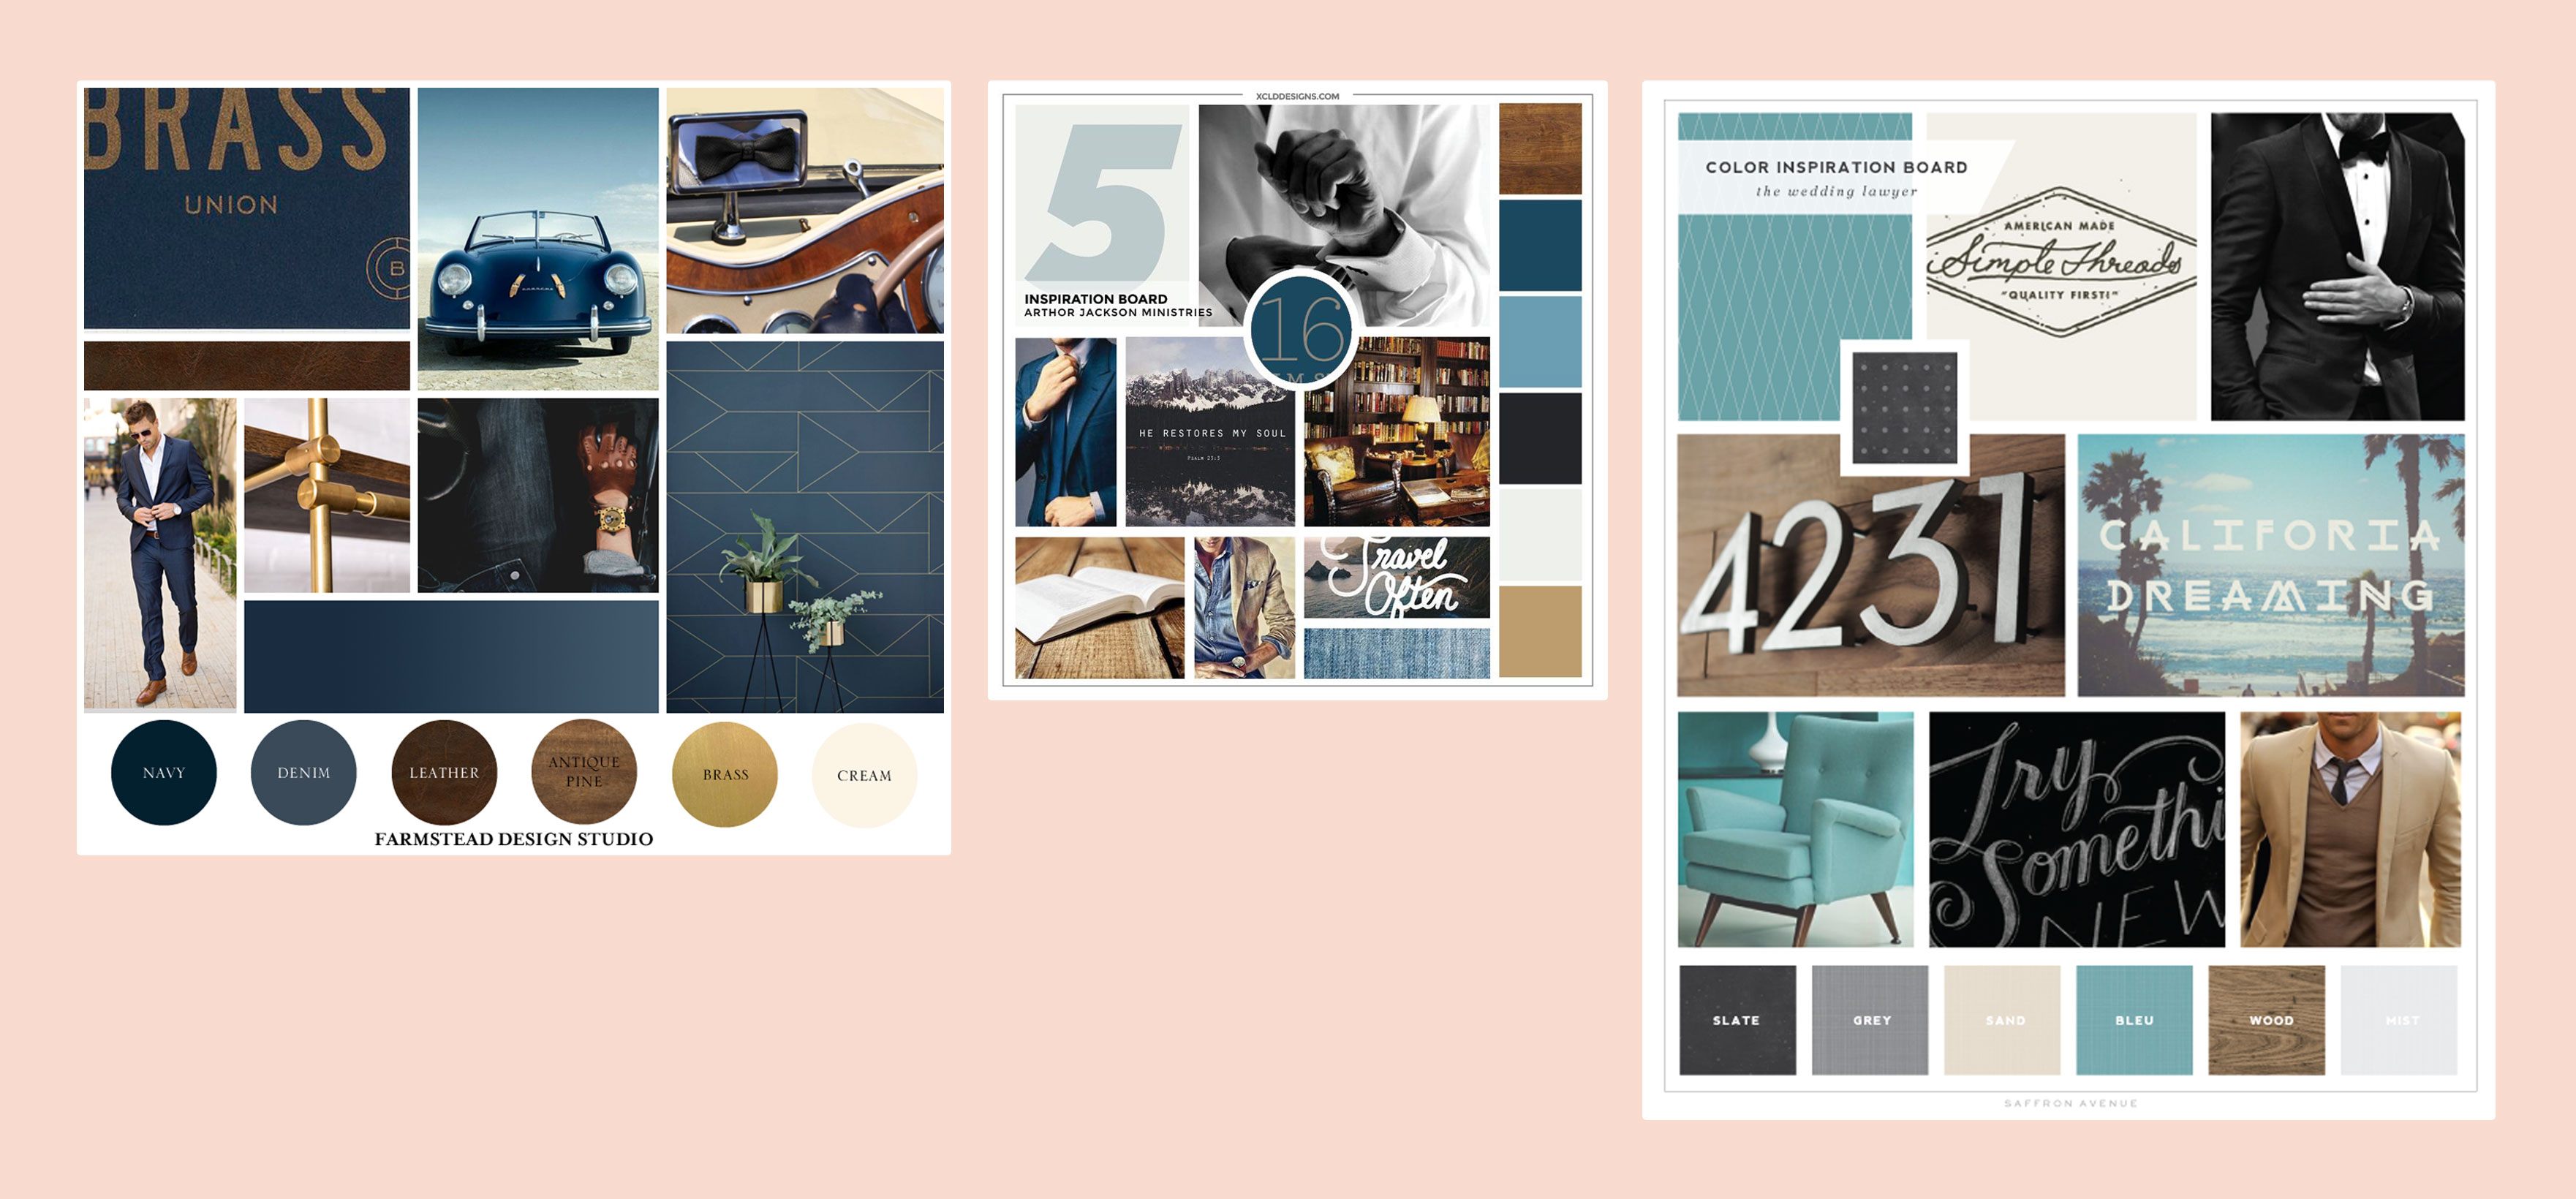 BRASS
UNION
B
NAVY
DENIM
LEATHER
ANTIQUE
PINE
BRASS
CREAM
FARMSTEAD DESIGN STUDIO
XCLDDESIGNS.COM
5
INSPIRATION BOARD
ARTHOR JACKSON MINISTRIES
16
HE RESTORES MY SOUL
PSALM 23:3
Travel
Often
COLOR INSPIRATION BOARD
the wedding lawyer
AMERICAN MADE
Simple Threads
"QUALITY FIRST!"
4231
CALIFORIA
DREAMING
Try
Somethi
NEW
SLATE
GREY
SAND
BLEU
WOOD
MIST
SAFFRON AVENUE